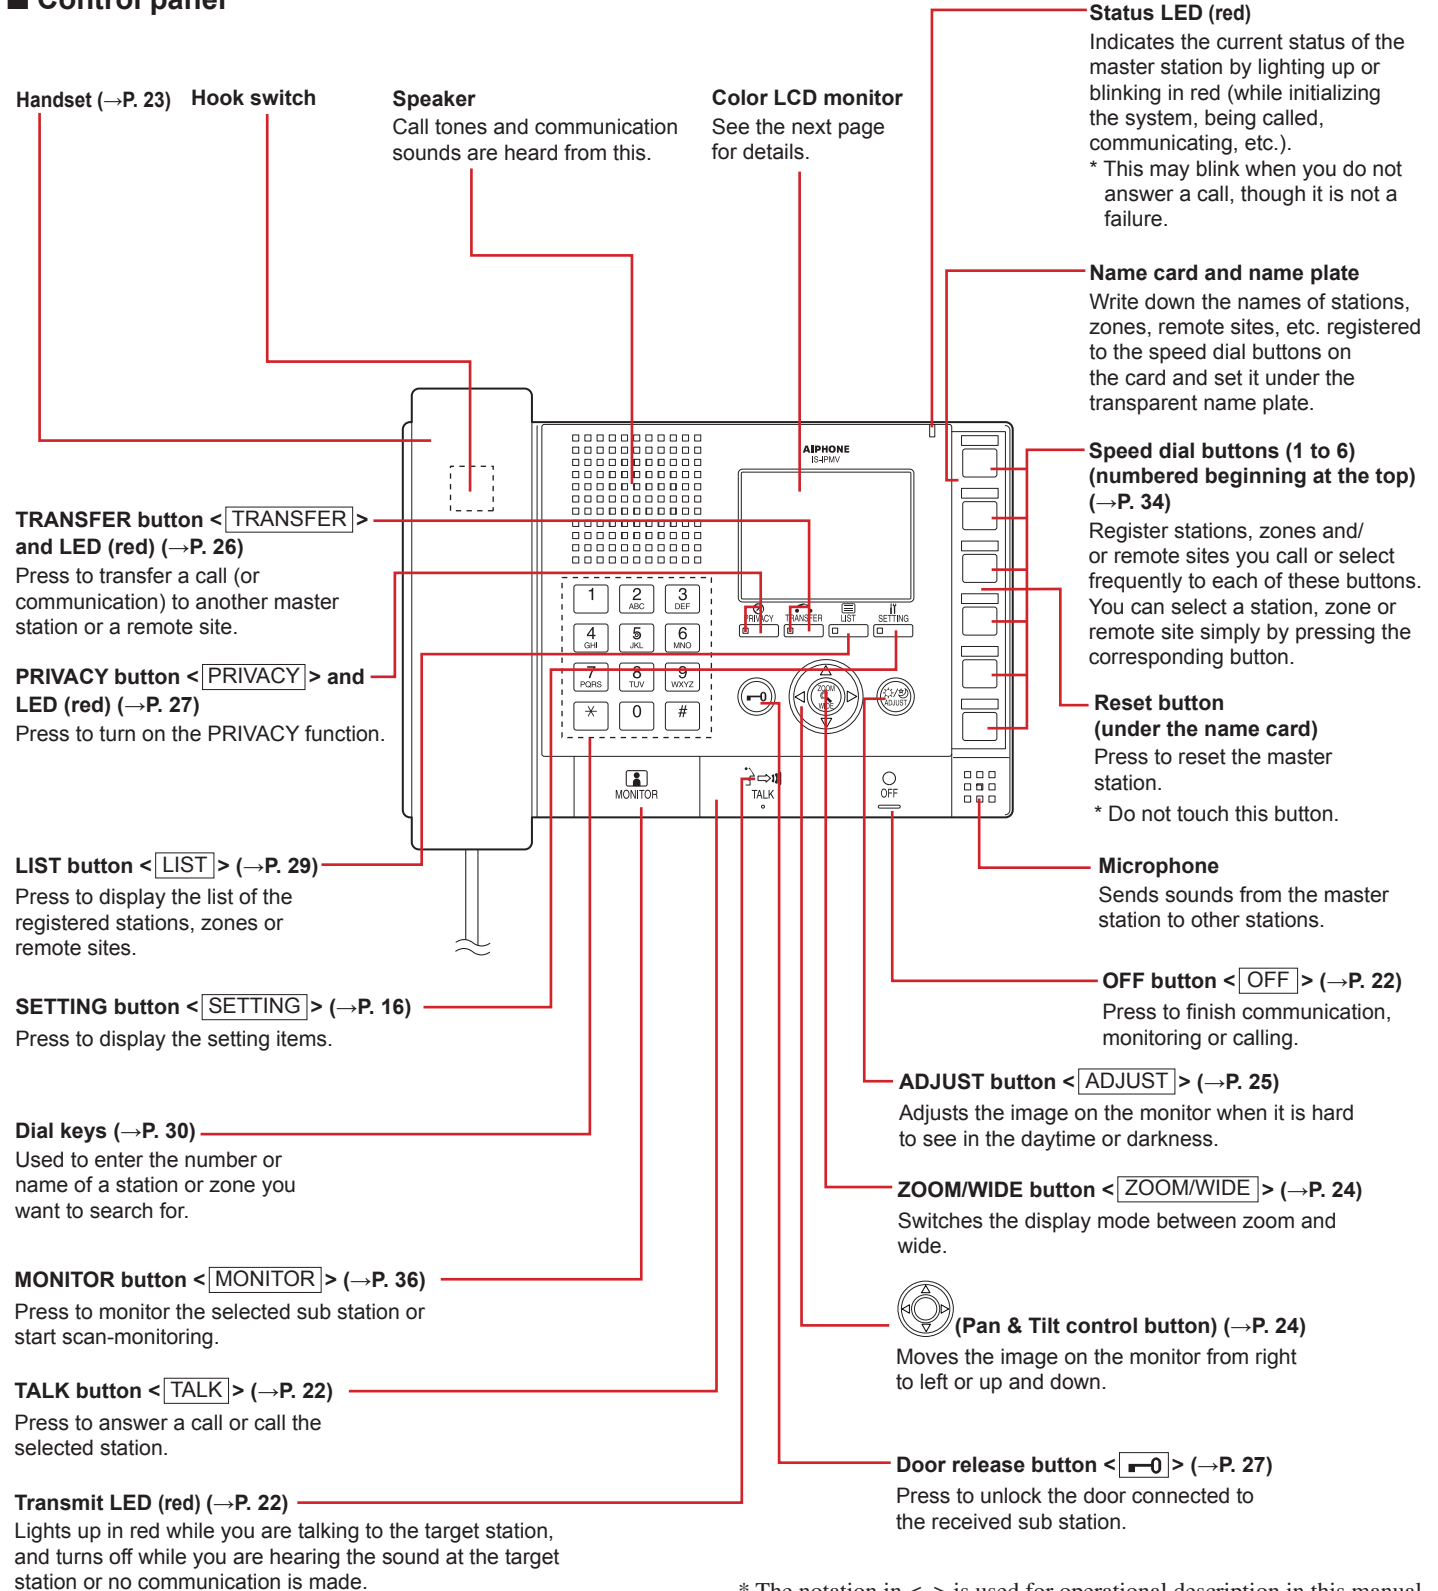 ■ Control panel
Handset (→P. 23)
Hook switch
Speaker
Call tones and communication
sounds are heard from this.
Color LCD monitor
See the next page
for details.
Status LED (red)
Indicates the current status of the
master station by lighting up or
blinking in red (while initializing
the system, being called,
communicating, etc.).
* This may blink when you do not
answer a call, though it is not a
failure.
Name card and name plate
Write down the names of stations,
zones, remote sites, etc. registered
to the speed dial buttons on
the card and set it under the
transparent name plate.
Speed dial buttons (1 to 6)
(numbered beginning at the top)
(→P. 34)
Register stations, zones and/
or remote sites you call or select
frequently to each of these buttons.
You can select a station, zone or
remote site simply by pressing the
corresponding button.
Reset button
(under the name card)
Press to reset the master
station.
* Do not touch this button.
Microphone
Sends sounds from the master
station to other stations.
OFF button < OFF > (→P. 22)
Press to finish communication,
monitoring or calling.
ADJUST button < ADJUST > (→P. 25)
Adjusts the image on the monitor when it is hard
to see in the daytime or darkness.
ZOOM/WIDE button < ZOOM/WIDE > (→P. 24)
Switches the display mode between zoom and
wide.
(Pan & Tilt control button) (→P. 24)
Moves the image on the monitor from right
to left or up and down.
Door release button < > (→P. 27)
Press to unlock the door connected to
the received sub station.
TRANSFER button < TRANSFER >
and LED (red) (→P. 26)
Press to transfer a call (or
communication) to another master
station or a remote site.
PRIVACY button < PRIVACY > and
LED (red) (→P. 27)
Press to turn on the PRIVACY function.
LIST button < LIST > (→P. 29)
Press to display the list of the
registered stations, zones or
remote sites.
SETTING button < SETTING > (→P. 16)
Press to display the setting items.
Dial keys (→P. 30)
Used to enter the number or
name of a station or zone you
want to search for.
MONITOR button < MONITOR > (→P. 36)
Press to monitor the selected sub station or
start scan-monitoring.
TALK button < TALK > (→P. 22)
Press to answer a call or call the
selected station.
Transmit LED (red) (→P. 22)
Lights up in red while you are talking to the target station,
and turns off while you are hearing the sound at the target
station or no communication is made.
AIPHONE
IS-IPMV
1 2 3
ABC DEF
4 5 6
GHI JKL MNO
7 8 9
PQRS TUV WXYZ
* 0 #
PRIVACY TRANSFER LIST SETTING
ZOOM
WIDE
ADJUST
MONITOR
TALK
OFF
* The notation in < > is used for operational description in this manual